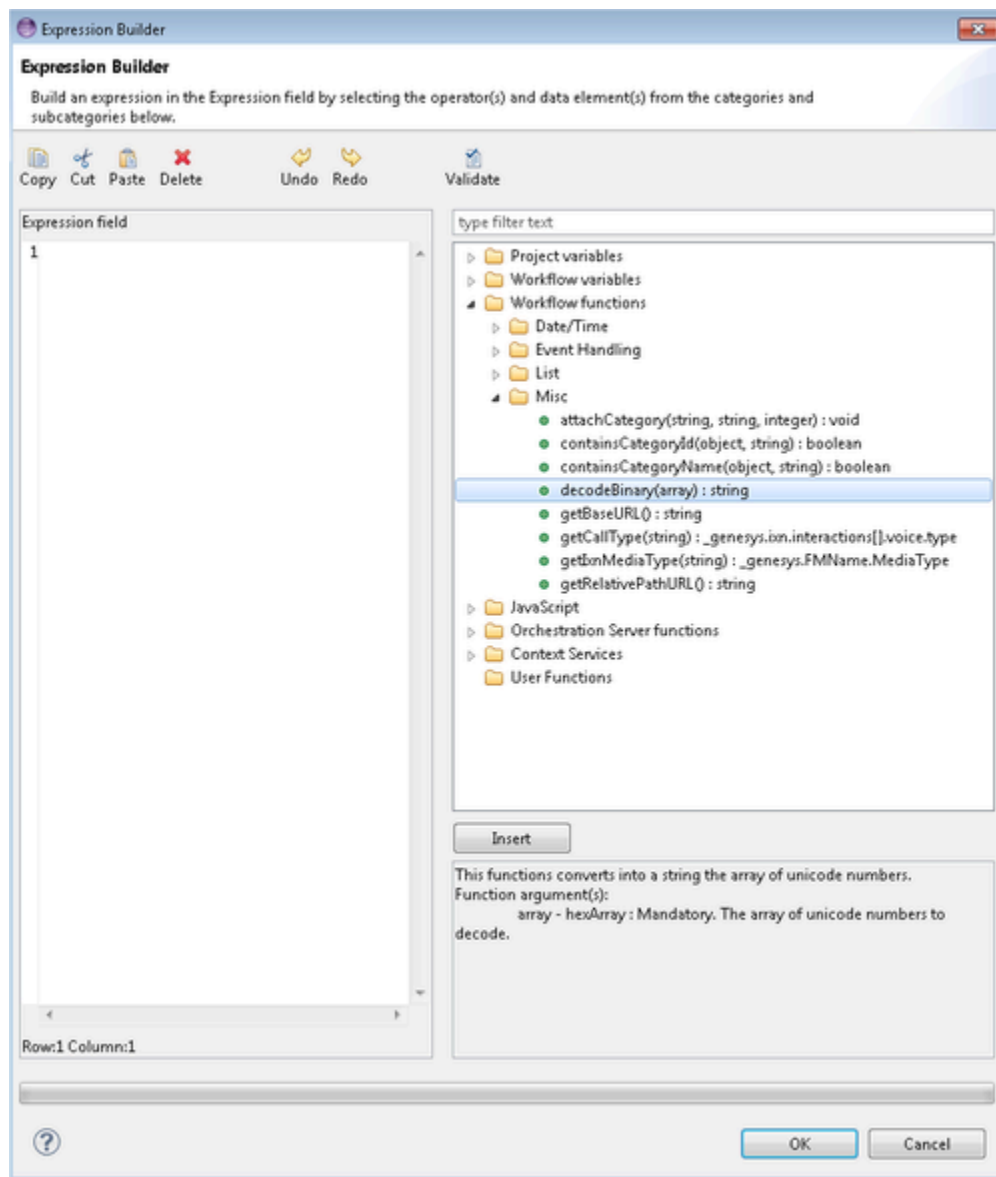 Expression Builder
Expression Builder
Build an expression in the Expression field by selecting the operator(s) and data element(s) from the categories and
subcategories below.
Copy Cut Paste Delete Undo Redo Validate
Expression field
1
Row:1 Column:1
type filter text
Project variables
Workflow variables
Workflow functions
Date/Time
Event Handling
List
Misc
attachCategory(string, string, integer) : void
containsCategoryId(object, string) : boolean
containsCategoryName(object, string) : boolean
decodeBinary(array) : string
getBaseURL() : string
getCallType(string) : _genesys.ixn.interactions[].voice.type
getIxnMediaType(string) : _genesys.FMName.MediaType
getRelativePathURL() : string
JavaScript
Orchestration Server functions
Context Services
User Functions
Insert
This functions converts into a string the array of unicode numbers.
Function argument(s):
array - hexArray : Mandatory. The array of unicode numbers to
decode.
?
OK Cancel